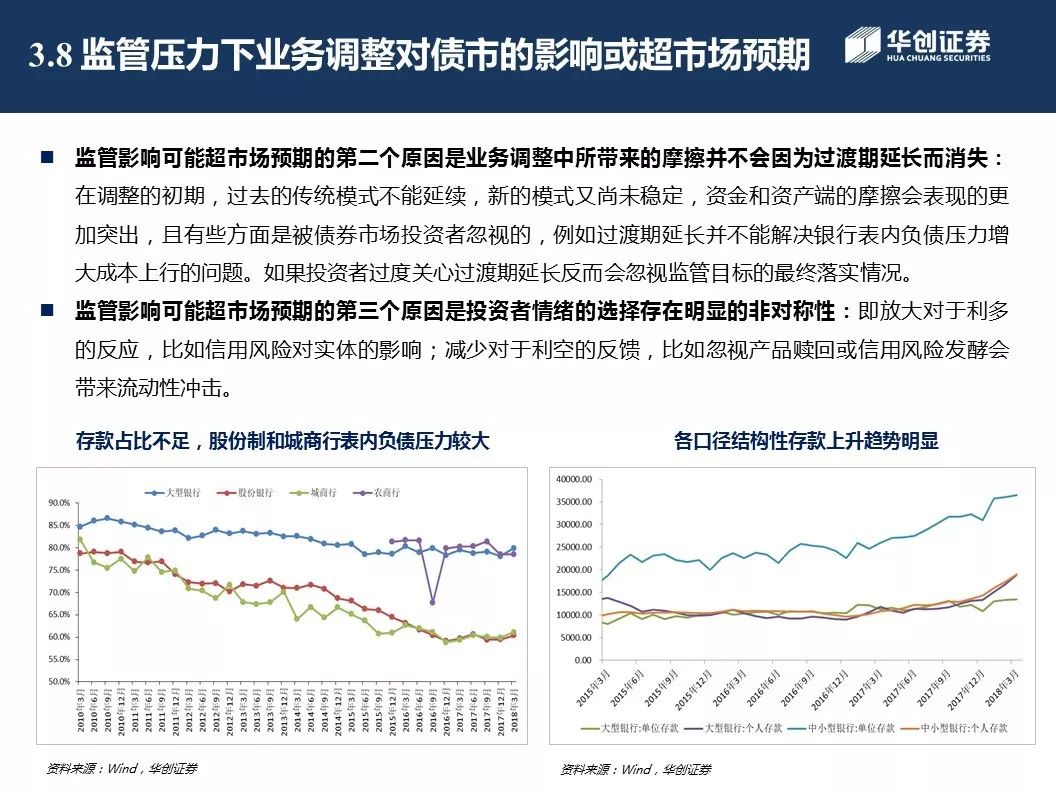 3.8 监管压力下业务调整对债市的影响或超市场预期
华创证券
HUA CHUANG SECURITIES
■ 监管影响可能超市场预期的第二个原因是业务调整中所带来的摩擦并不会因为过渡期延长而消失：
在调整的初期，过去的传统模式不能延续，新的模式又尚未稳定，资金和资产端的摩擦会表现的更
加突出，且有些方面是被债券市场投资者忽视的，例如过渡期延长并不能解决银行表内负债压力增
大成本上行的问题。如果投资者过度关心过渡期延长反而会忽视监管目标的最终落实情况。
■ 监管影响可能超市场预期的第三个原因是投资者情绪的选择存在明显的非对称性：即放大对于利多
的反应，比如信用风险对实体的影响；减少对于利空的反馈，比如忽视产品赎回或信用风险发酵会
带来流动性冲击。
存款占比不足，股份制和城商行表内负债压力较大
大型银行 股份银行 城商行 农商行
90.0%
85.0%
80.0%
75.0%
70.0%
65.0%
60.0%
55.0%
50.0%
2010年3月
2010年6月
2010年9月
2010年12月
2011年3月
2011年6月
2011年9月
2011年12月
2012年3月
2012年6月
2012年9月
2012年12月
2013年3月
2013年6月
2013年9月
2013年12月
2014年3月
2014年6月
2014年9月
2014年12月
2015年3月
2015年6月
2015年9月
2015年12月
2016年3月
2016年6月
2016年9月
2016年12月
2017年3月
2017年6月
2017年9月
2017年12月
2018年3月
资料来源：Wind，华创证券
各口径结构性存款上升趋势明显
40000.00
35000.00
30000.00
25000.00
20000.00
15000.00
10000.00
5000.00
0.00
2015年3月
2015年6月
2015年9月
2015年12月
2016年3月
2016年6月
2016年9月
2016年12月
2017年3月
2017年6月
2017年9月
2017年12月
2018年3月
大型银行:单位存款 大型银行:个人存款 中小型银行:单位存款 中小型银行:个人存款
资料来源：Wind，华创证券